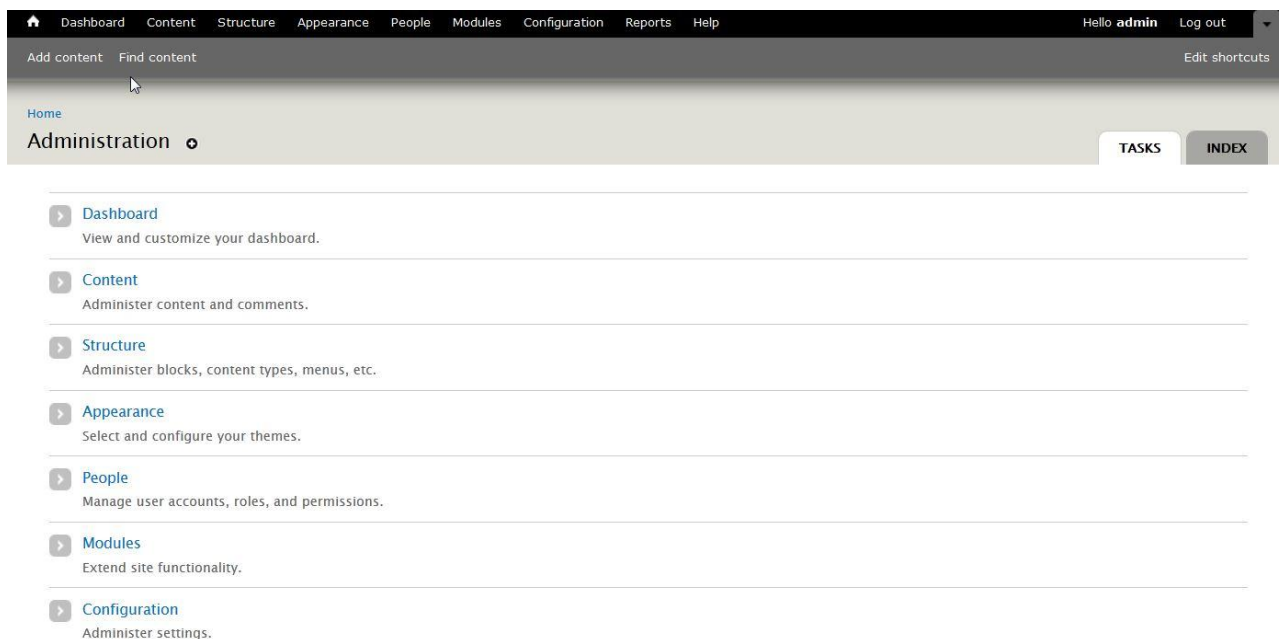 Dashboard Content Structure Appearance People Modules Configuration Reports Help Hello admin Log out
Add content Find content Edit shortcuts
Home
Administration
TASKS INDEX
Dashboard
View and customize your dashboard.
Content
Administer content and comments.
Structure
Administer blocks, content types, menus, etc.
Appearance
Select and configure your themes.
People
Manage user accounts, roles, and permissions.
Modules
Extend site functionality.
Configuration
Administer settings.